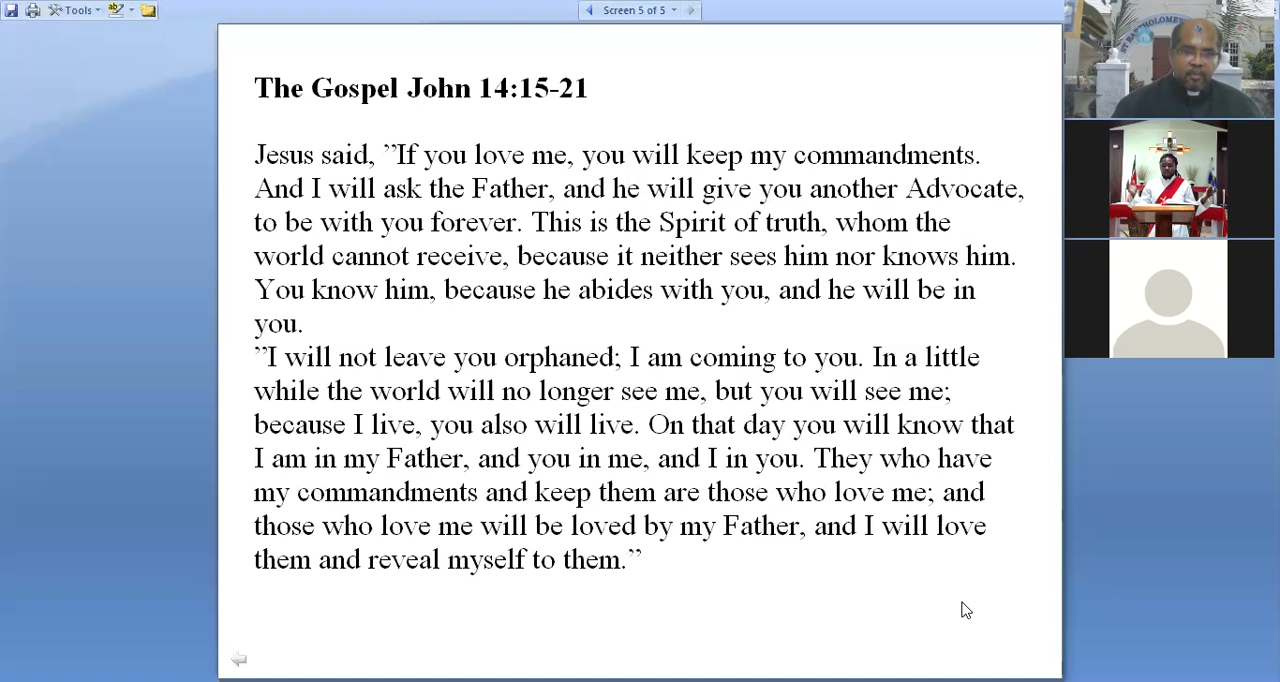 Tools
Screen 5 of 5
ST BARTHOLOMEW
The Gospel John 14:15-21
Jesus said, ”If you love me, you will keep my commandments.
And I will ask the Father, and he will give you another Advocate,
to be with you forever. This is the Spirit of truth, whom the
world cannot receive, because it neither sees him nor knows him.
You know him, because he abides with you, and he will be in
you.
”I will not leave you orphaned; I am coming to you. In a little
while the world will no longer see me, but you will see me;
because I live, you also will live. On that day you will know that
I am in my Father, and you in me, and I in you. They who have
my commandments and keep them are those who love me; and
those who love me will be loved by my Father, and I will love
them and reveal myself to them.”